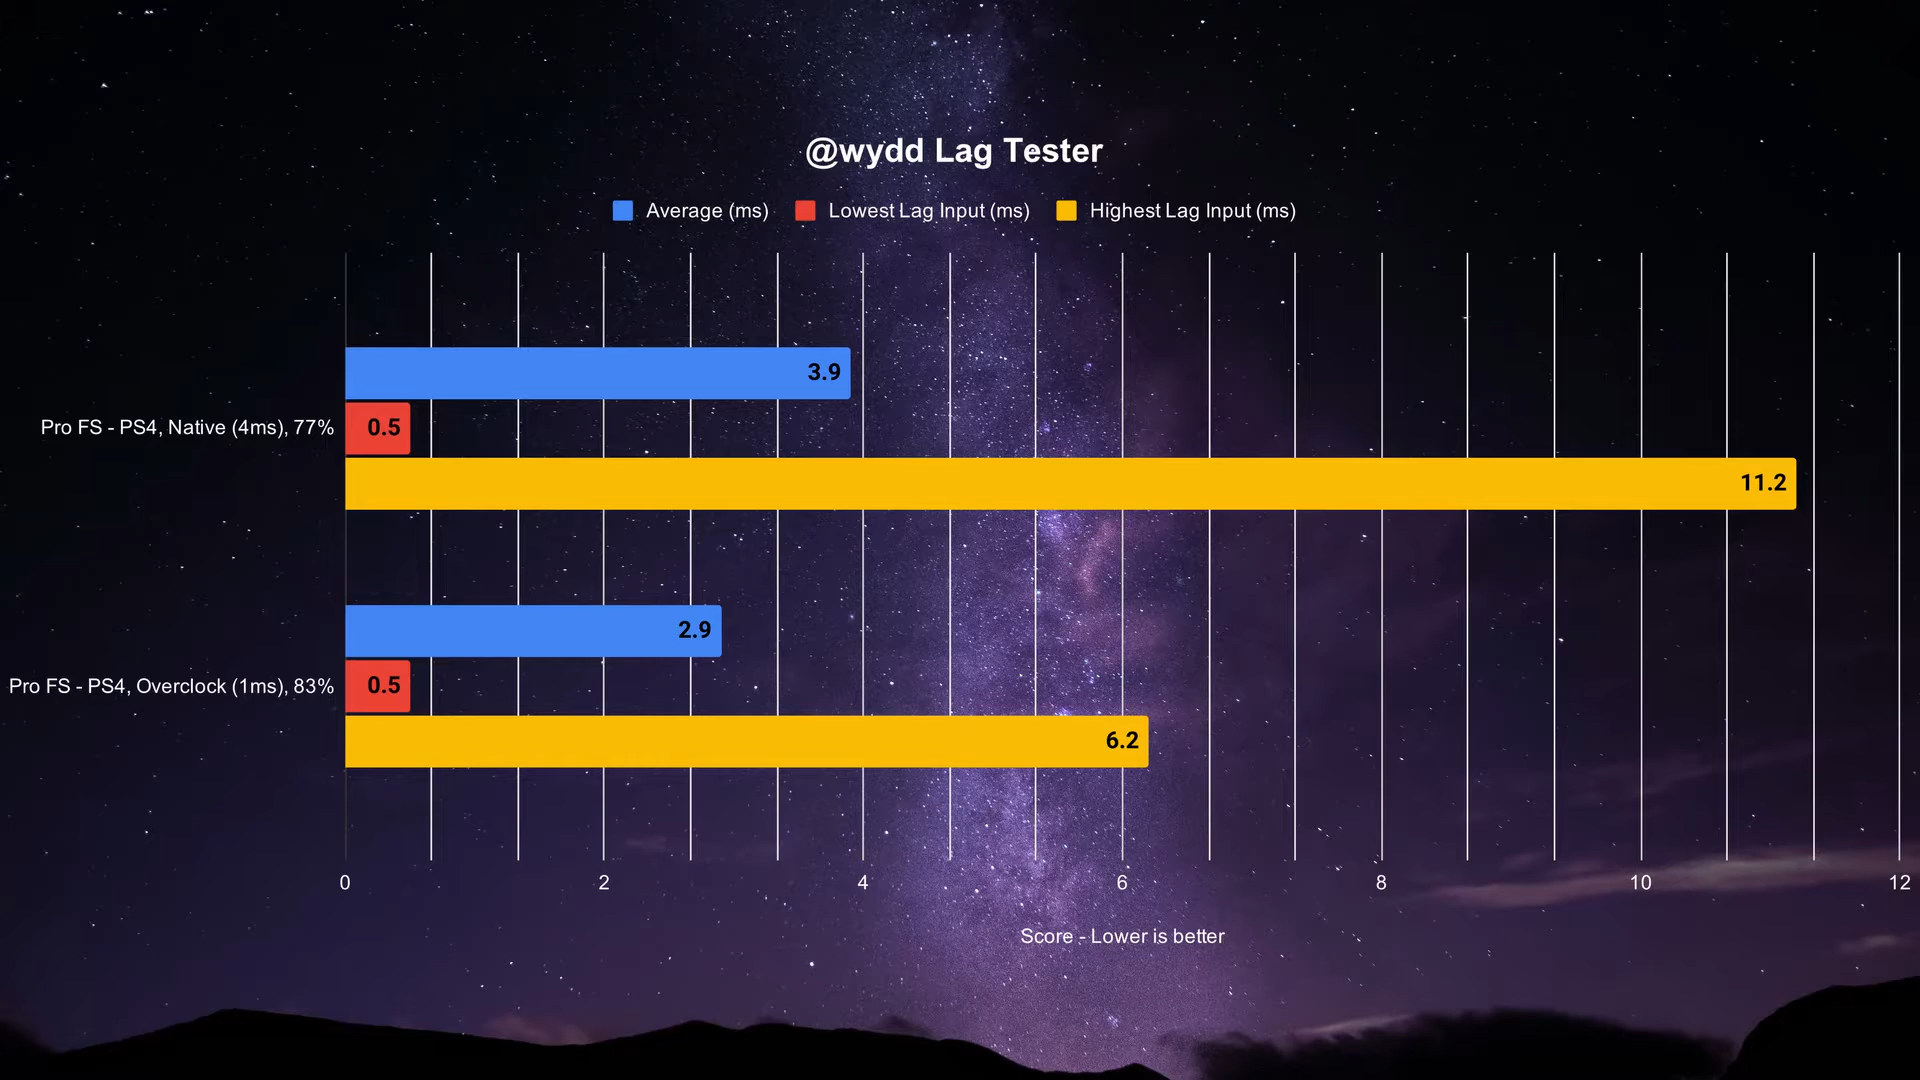 @wydd Lag Tester
Average (ms) Lowest Lag Input (ms) Highest Lag Input (ms)
3.9
Pro FS - PS4, Native (4ms), 77% 0.5
11.2
2.9
Pro FS - PS4, Overclock (1ms), 83% 0.5
6.2
0 2 4 6 8 10 12
Score - Lower is better